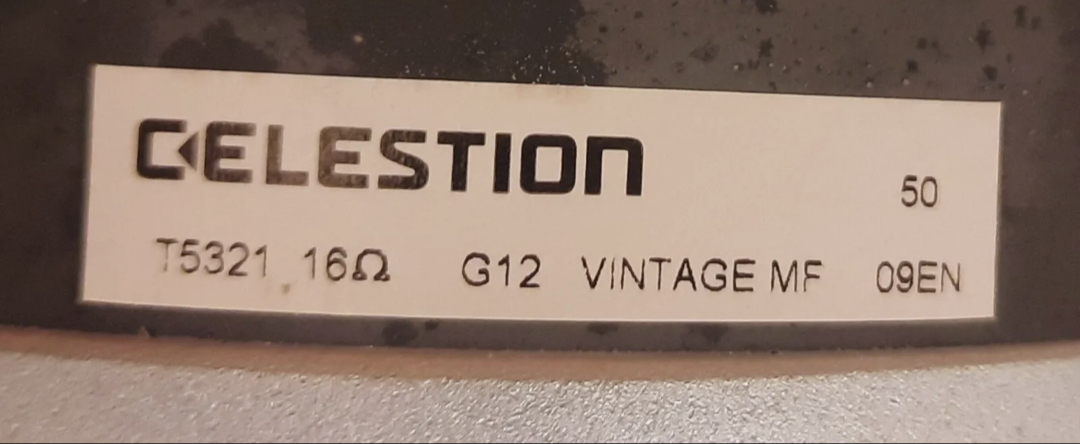 CELESTION
50
T5321 16Ω G12 VINTAGE MF 09EN